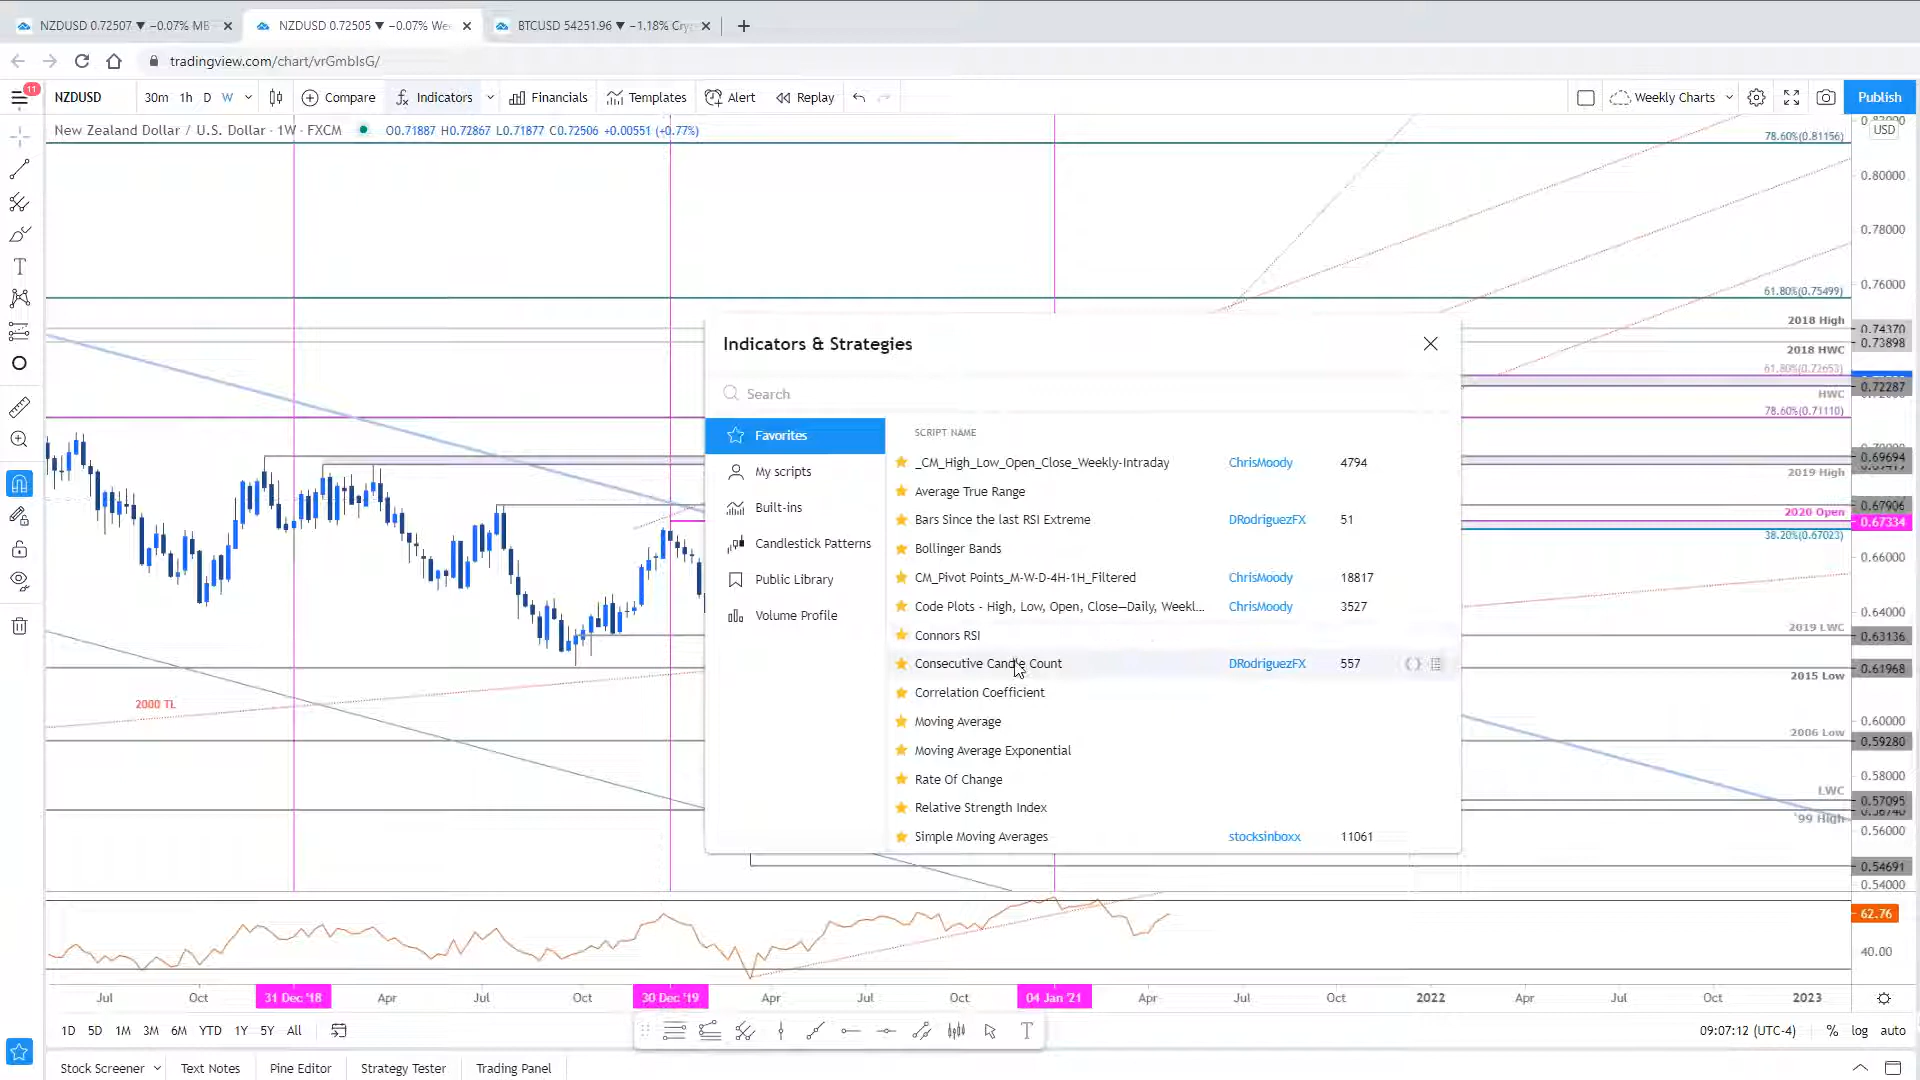 NZDUSD 0.72507 ▼ −0.07% MB
NZDUSD 0.72505 ▼ −0.07% We
BTCUSD 54251.96 ▼ −1.18% Cryp
tradingview.com/chart/vrGmbIsG/
11
NZDUSD
30m
1h
D
W
Compare
Indicators
Financials
Templates
Alert
Replay
Weekly Charts
Publish
New Zealand Dollar / U.S. Dollar · 1W · FXCM
O0.71887 H0.72867 L0.71877 C0.72506 +0.00551 (+0.77%)
USD
78.60%(0.81156)
0.80000
0.78000
0.76000
61.80%(0.75499)
2018 High
0.74370
0.73898
2018 HWC
61.80%(0.72653)
0.72287
HWC
78.60%(0.71110)
0.69694
2019 High
0.67906
2020 Open
0.67334
38.20%(0.67023)
0.66000
0.64000
2019 LWC
0.63136
0.61968
2015 Low
0.60000
2006 Low
0.59280
0.58000
LWC
0.57095
'99 High
0.56000
0.54691
0.54000
2000 TL
Indicators & Strategies
Search
Favorites
My scripts
Built-ins
Candlestick Patterns
Public Library
Volume Profile
SCRIPT NAME
_CM_High_Low_Open_Close_Weekly-Intraday ChrisMoody 4794
Average True Range
Bars Since the last RSI Extreme DRodriguezFX 51
Bollinger Bands
CM_Pivot Points_M-W-D-4H-1H_Filtered ChrisMoody 18817
Code Plots - High, Low, Open, Close—Daily, Weekl... ChrisMoody 3527
Connors RSI
Consecutive Candle Count DRodriguezFX 557
Correlation Coefficient
Moving Average
Moving Average Exponential
Rate Of Change
Relative Strength Index
Simple Moving Averages stocksinboxx 11061
62.76
40.00
Jul
Oct
31 Dec '18
Apr
Jul
Oct
30 Dec '19
Apr
Jul
Oct
04 Jan '21
Apr
Jul
Oct
2022
Apr
Jul
Oct
2023
1D
5D
1M
3M
6M
YTD
1Y
5Y
All
09:07:12 (UTC-4)
%
log
auto
Stock Screener
Text Notes
Pine Editor
Strategy Tester
Trading Panel